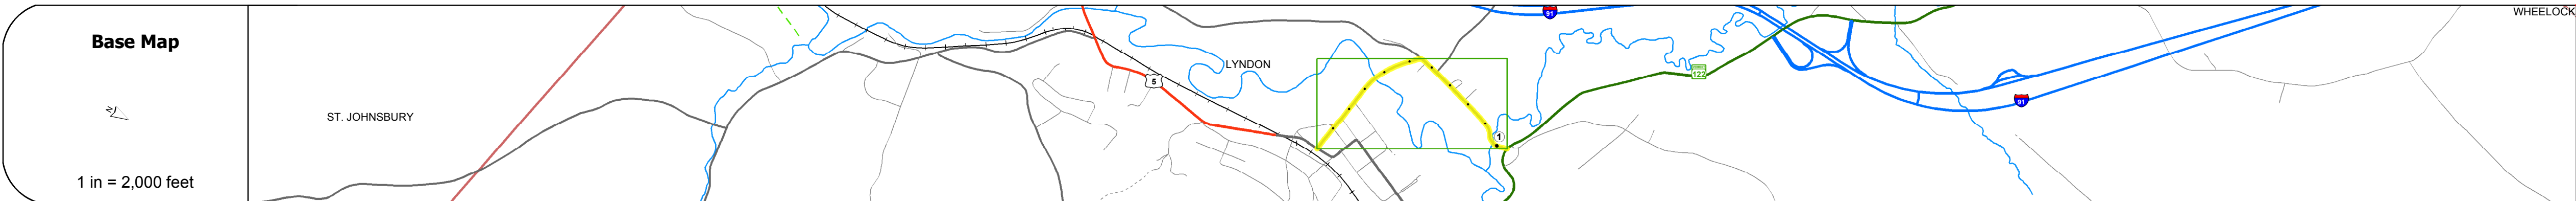 Base Map
N
1 in = 2,000 feet
ST. JOHNSBURY
5
LYNDON
91
1
122
91
WHEELOCK